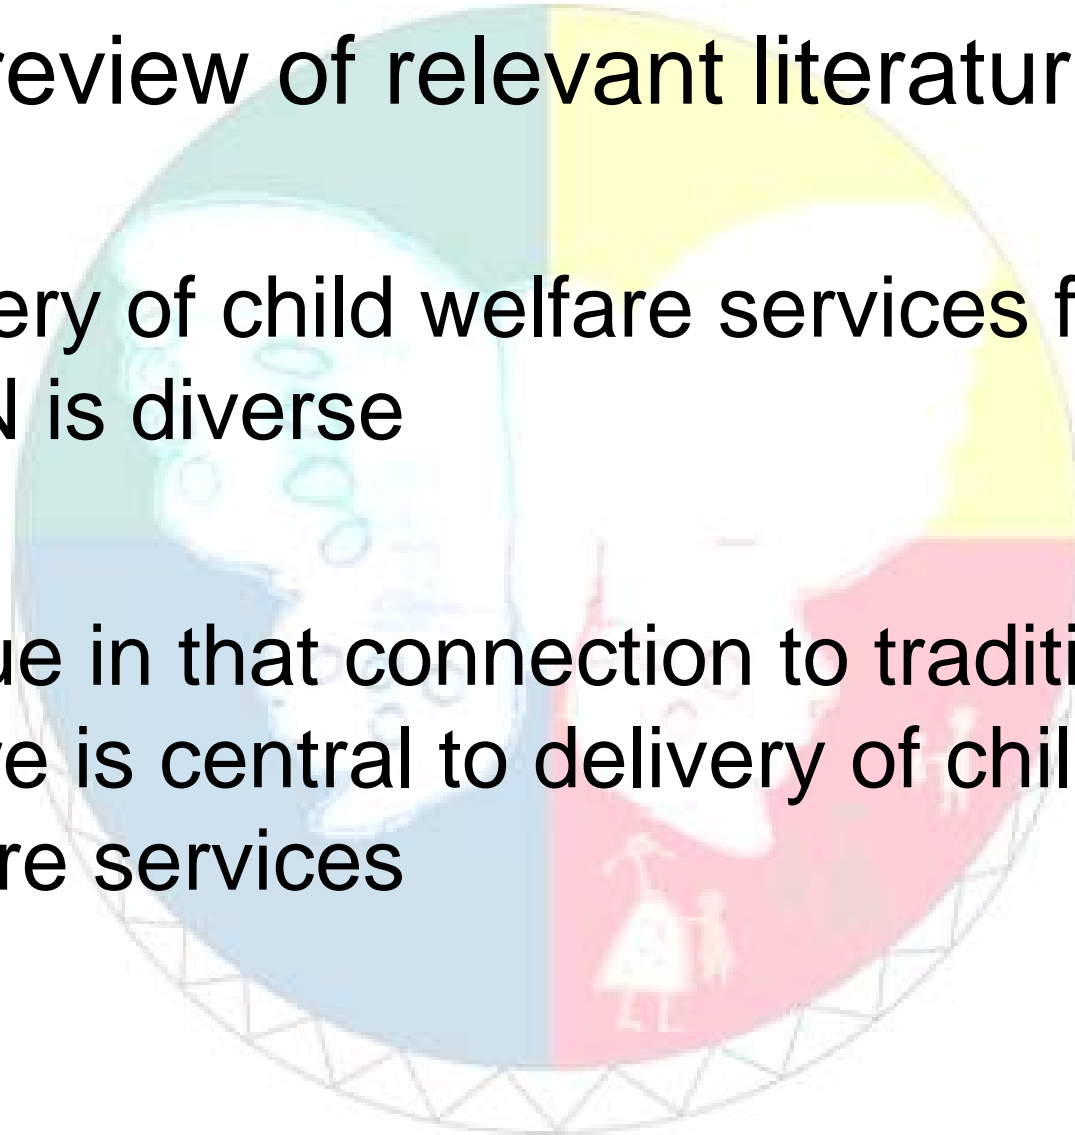 review of relevant literatur
ery of child welfare services f
N is diverse
ue in that connection to traditi
re is central to delivery of chil
re services